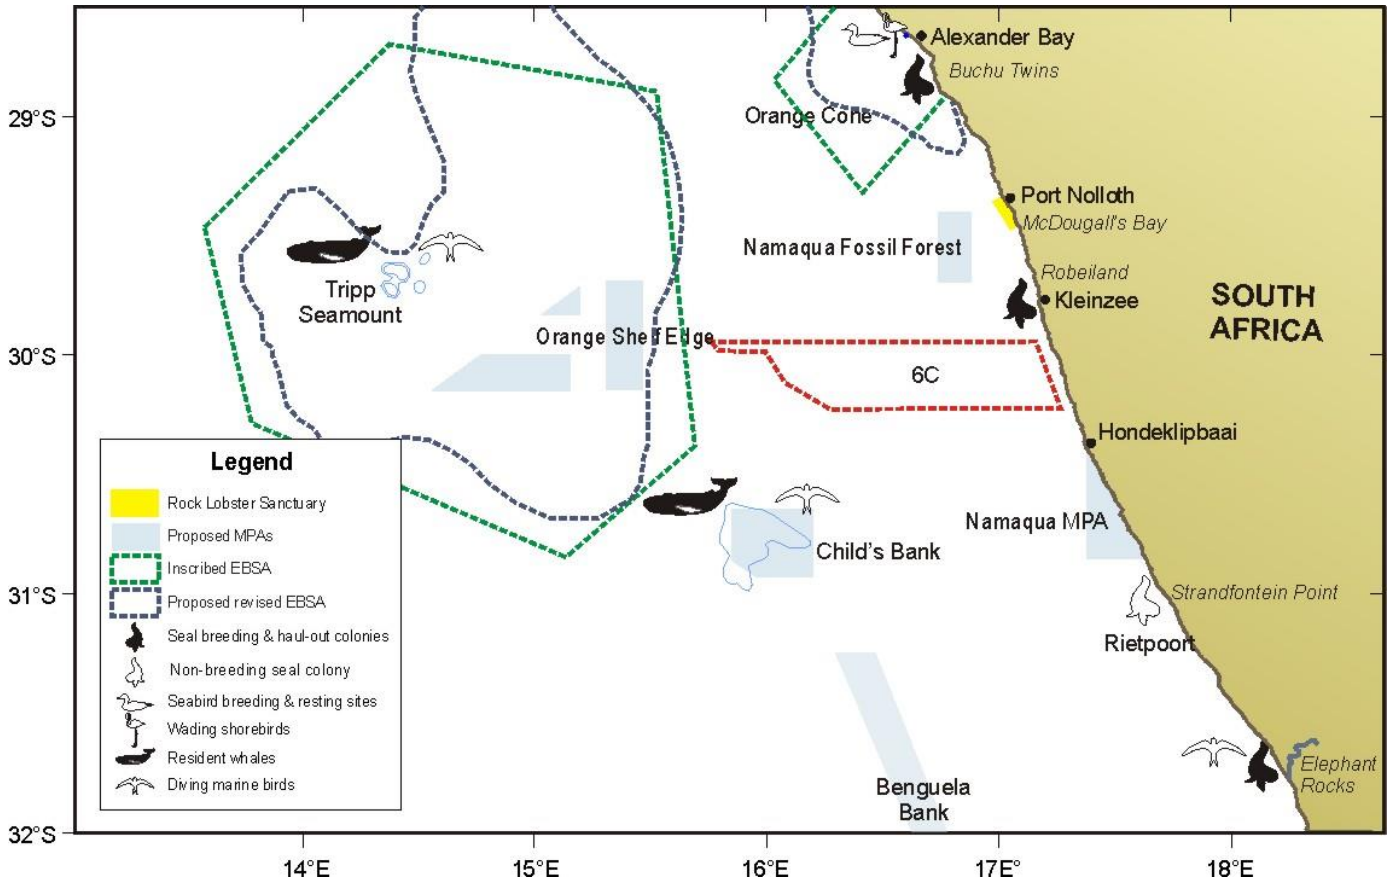 Alexander Bay
Buchu Twins
29°S
Orange Cone
Port Nolloth
McDougall's Bay
Namaqua Fossil Forest
Robeiland
Kleinzee
Tripp
Seamount
SOUTH
AFRICA
Orange Shelf Edge
30°S
6C
Hondeklipbaai
Legend
Rock Lobster Sanctuary
Proposed MPAs
Inscribed EBSA
Proposed revised EBSA
Seal breeding & haul-out colonies
Non-breeding seal colony
Seabird breeding & resting sites
Wading shorebirds
Resident whales
Diving marine birds
Namaqua MPA
Child's Bank
31°S
Strandfontein Point
Rietpoort
Elephant
Rocks
Benguela
Bank
32°S
14°E
15°E
16°E
17E°
18°E